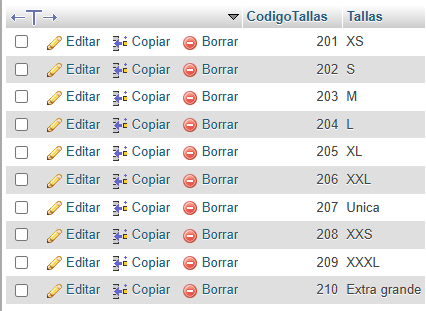 CodigoTallas Tallas
Editar Copiar Borrar 201 XS
Editar Copiar Borrar 202 S
Editar Copiar Borrar 203 M
Editar Copiar Borrar 204 L
Editar Copiar Borrar 205 XL
Editar Copiar Borrar 206 XXL
Editar Copiar Borrar 207 Unica
Editar Copiar Borrar 208 XXS
Editar Copiar Borrar 209 XXXL
Editar Copiar Borrar 210 Extra grande